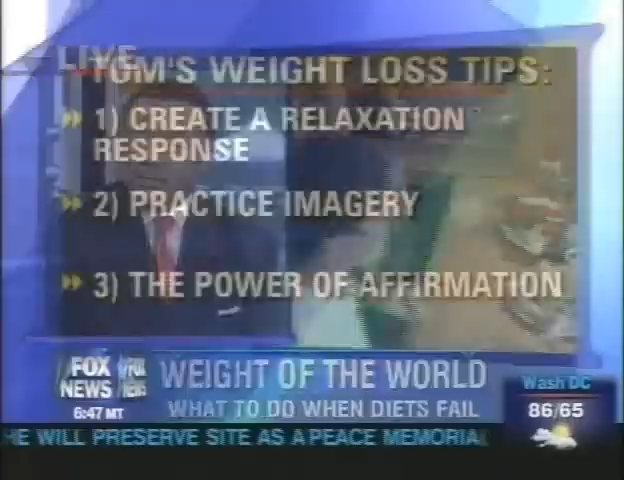 LIVE
TOM'S WEIGHT LOSS TIPS:
1) CREATE A RELAXATION
RESPONSE
2) PRACTICE IMAGERY
3) THE POWER OF AFFIRMATION
FOX
NEWS
FOX
NEWS
6:47 MT
WEIGHT OF THE WORLD
WHAT TO DO WHEN DIETS FAIL
Wash DC
86/65
HE WILL PRESERVE SITE AS A PEACE MEMORIA